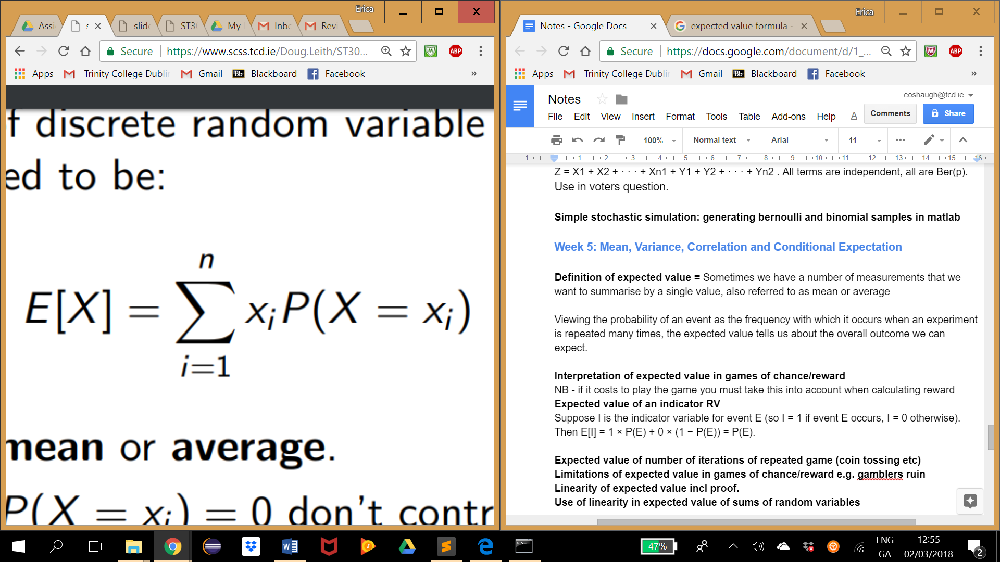 Erica
Assi
s
slide
ST30
My
Inbo
Revi
Secure
https://www.scss.tcd.ie/Doug.Leith/ST30...
ABP
Apps
Trinity College Dubli
Gmail
Bb
Blackboard
Facebook
»
f discrete random variable
ed to be:
n
E[X] = ∑ xᵢP(X = xᵢ)
i=1
mean or average.
P(X = xᵢ) = 0 don't contr
Erica
Notes - Google Docs
expected value formula -
Secure
https://docs.google.com/document/d/1_...
ABP
Apps
Trinity College Dubli
Gmail
Bb
Blackboard
Facebook
»
Notes
eoshaugh@tcd.ie
File Edit View Insert Format Tools Table Add-ons Help A
Comments
Share
100% Normal text Arial 11
1 1 2 3 4 5 6 7 8 9 10 11 12 13 14 15 16
Z = X1 + X2 + · · · + Xn1 + Y1 + Y2 + · · · + Yn2 . All terms are independent, all are Ber(p).
Use in voters question.
Simple stochastic simulation: generating bernoulli and binomial samples in matlab
Week 5: Mean, Variance, Correlation and Conditional Expectation
Definition of expected value = Sometimes we have a number of measurements that we
want to summarise by a single value, also referred to as mean or average
Viewing the probability of an event as the frequency with which it occurs when an experiment
is repeated many times, the expected value tells us about the overall outcome we can
expect.
Interpretation of expected value in games of chance/reward
NB - if it costs to play the game you must take this into account when calculating reward
Expected value of an indicator RV
Suppose I is the indicator variable for event E (so I = 1 if event E occurs, I = 0 otherwise).
Then E[I] = 1 × P(E) + 0 × (1 − P(E)) = P(E).
Expected value of number of iterations of repeated game (coin tossing etc)
Limitations of expected value in games of chance/reward e.g. gamblers ruin
Linearity of expected value incl proof.
Use of linearity in expected value of sums of random variables
47%
ENG
GA
12:55
02/03/2018
2